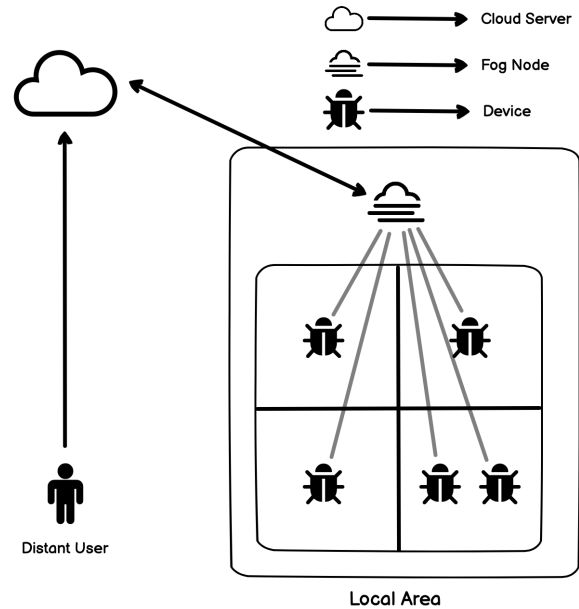 Cloud Server
Fog Node
Device
Distant User
Local Area